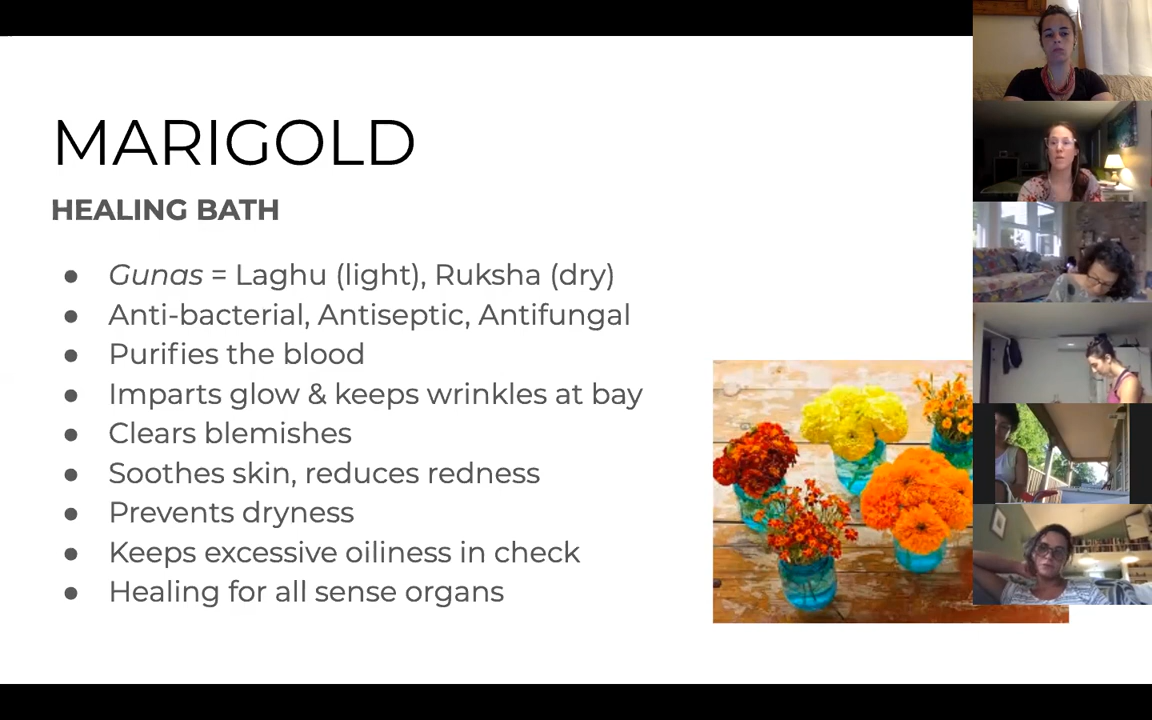 MARIGOLD
HEALING BATH
● Gunas = Laghu (light), Ruksha (dry)
● Anti-bacterial, Antiseptic, Antifungal
● Purifies the blood
● Imparts glow & keeps wrinkles at bay
● Clears blemishes
● Soothes skin, reduces redness
● Prevents dryness
● Keeps excessive oiliness in check
● Healing for all sense organs